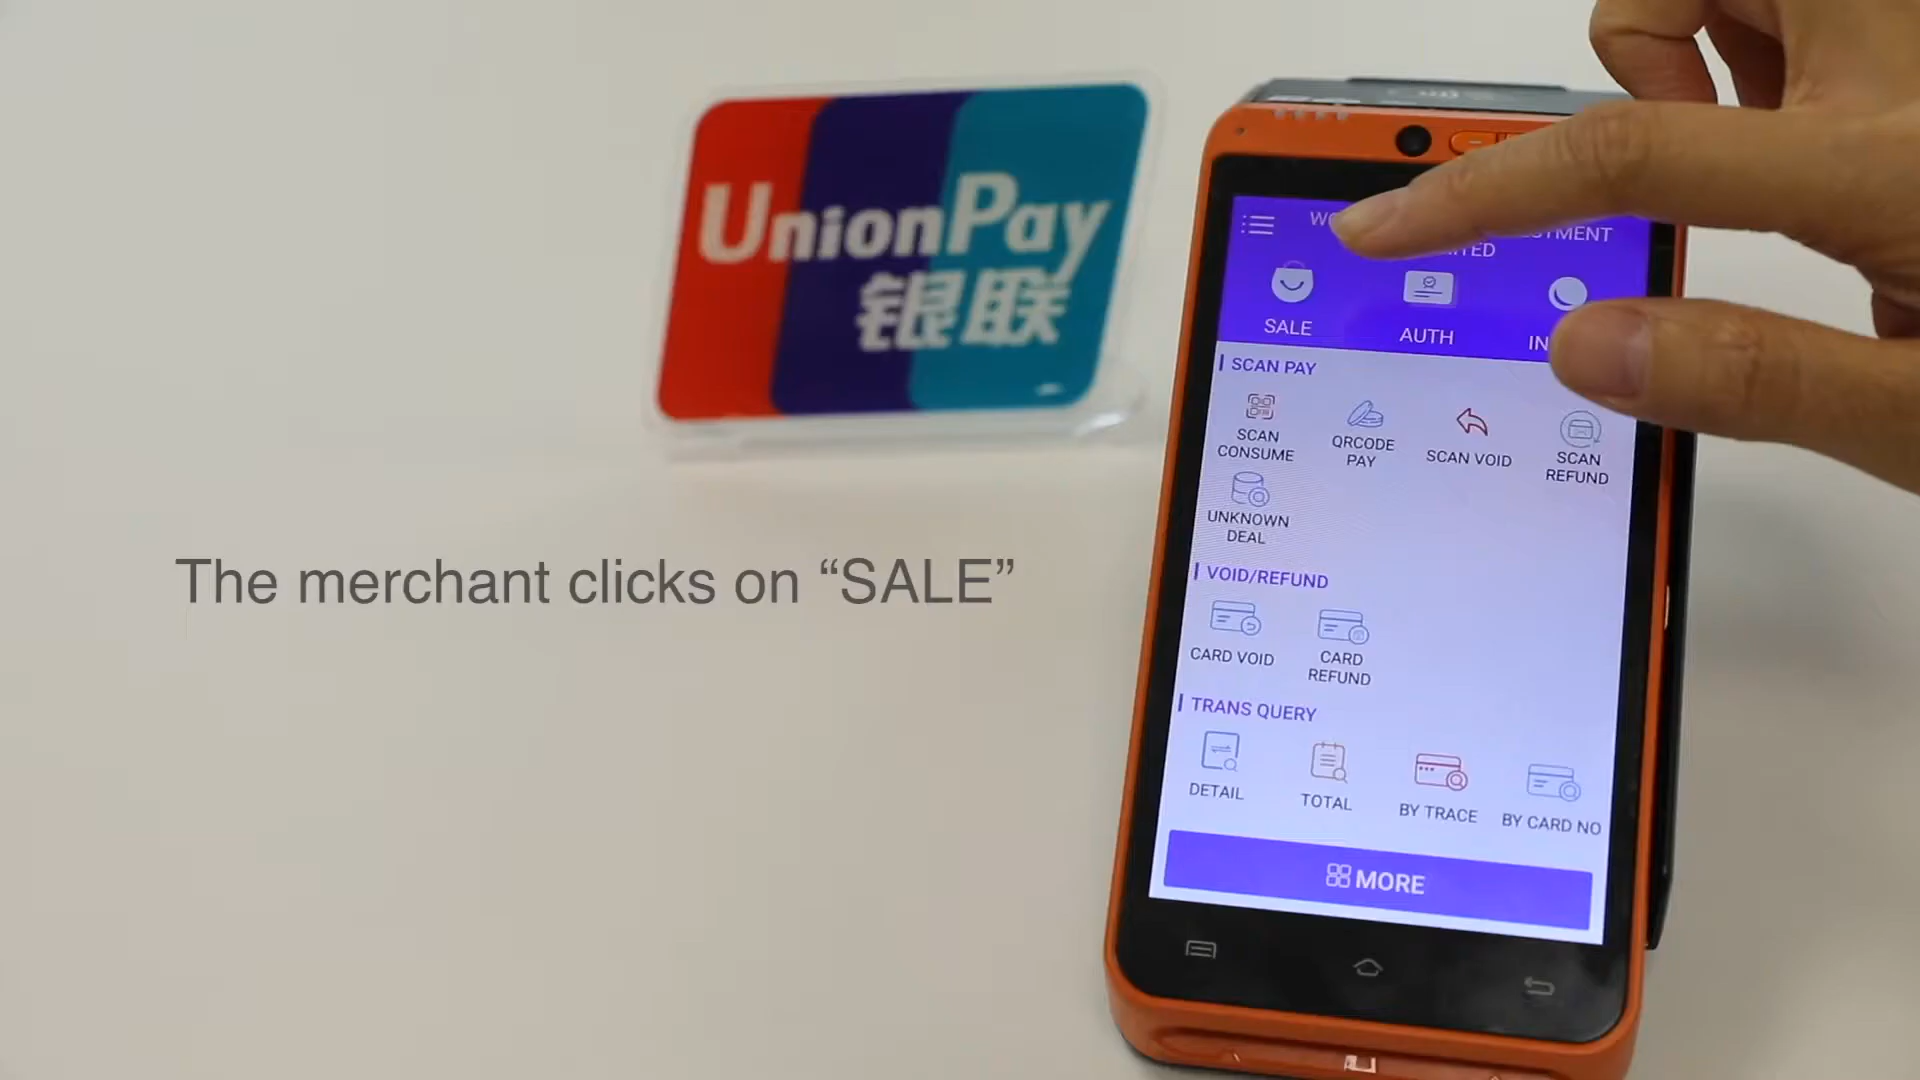 UnionPay
银联
The merchant clicks on “SALE”
SALE
AUTH
SCAN PAY
SCAN CONSUME
QRCODE PAY
SCAN VOID
SCAN REFUND
UNKNOWN DEAL
VOID/REFUND
CARD VOID
CARD REFUND
TRANS QUERY
DETAIL
TOTAL
BY TRACE
BY CARD NO
MORE